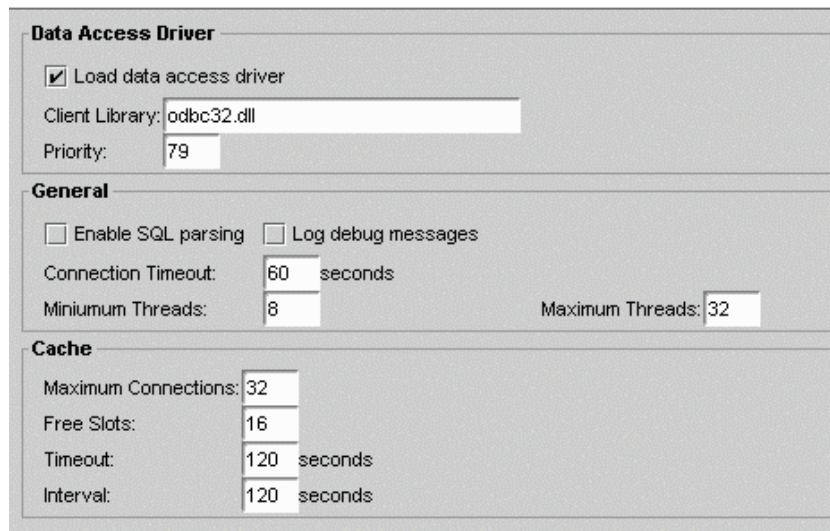 Data Access Driver
Load data access driver
Client Library: odbc32.dll
Priority: 79
General
Enable SQL parsing Log debug messages
Connection Timeout: 60 seconds
Miniumum Threads: 8 Maximum Threads: 32
Cache
Maximum Connections: 32
Free Slots: 16
Timeout: 120 seconds
Interval: 120 seconds